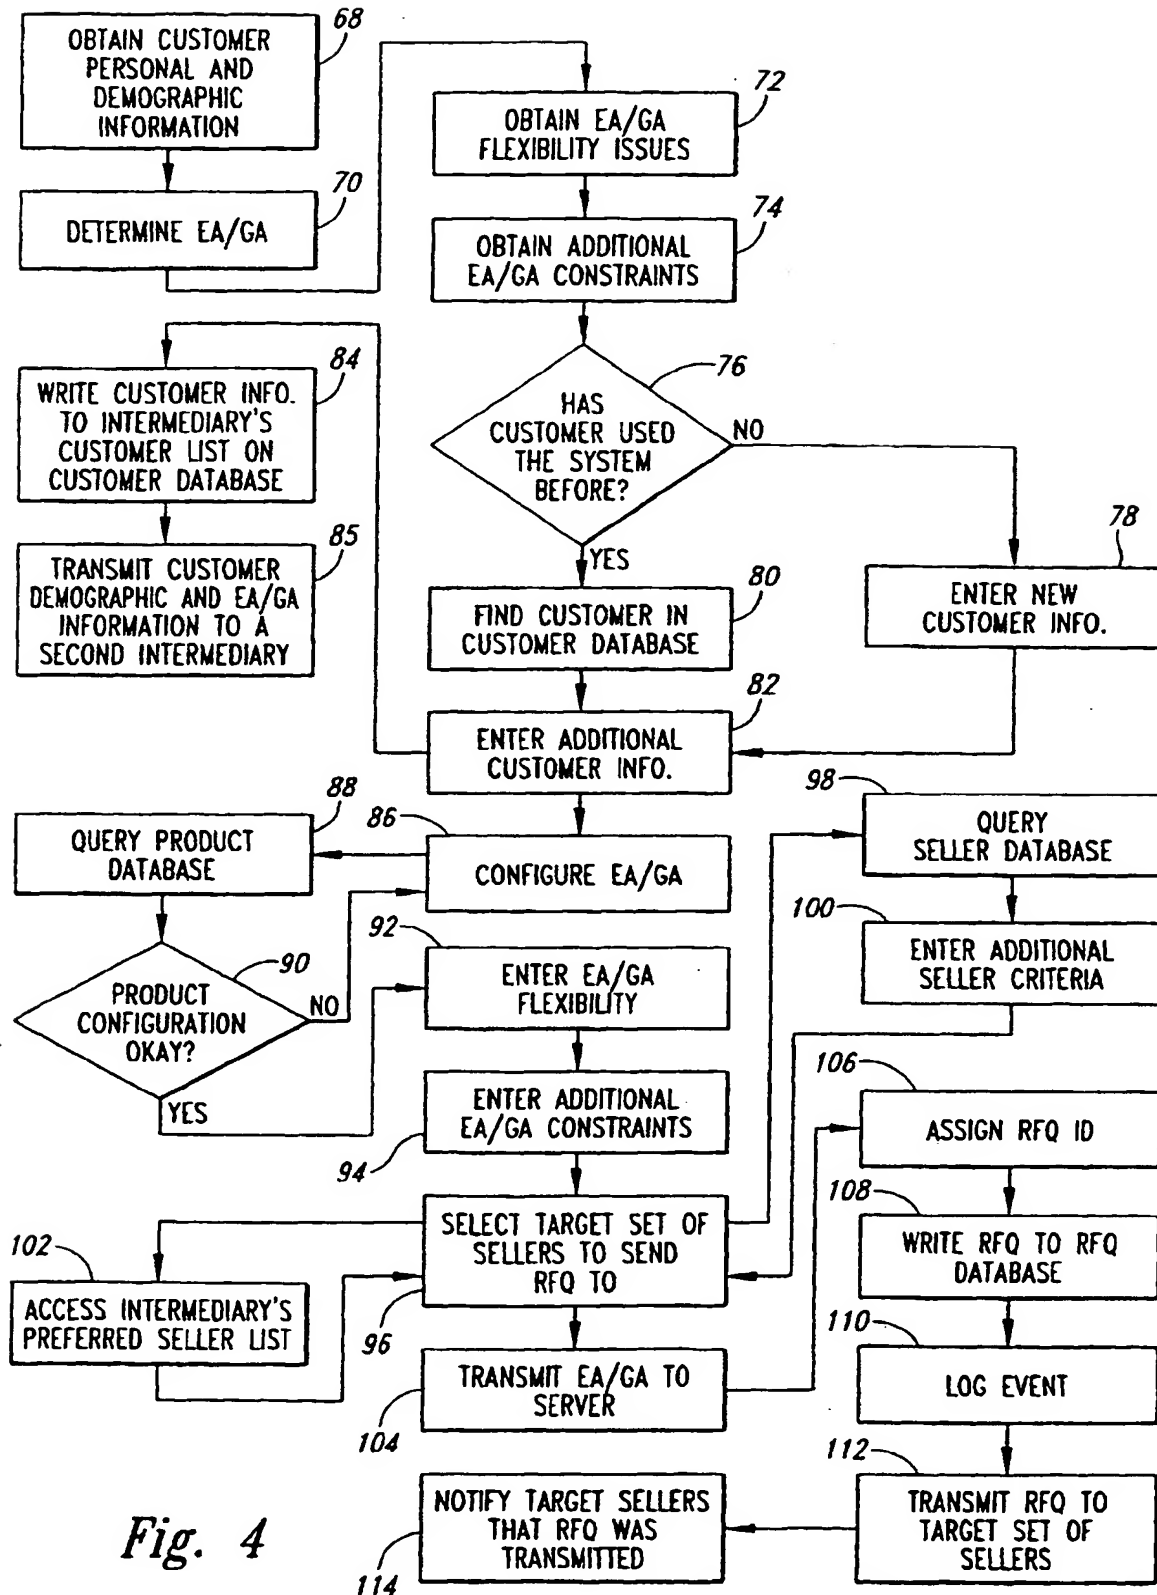 68
OBTAIN CUSTOMER
PERSONAL AND
DEMOGRAPHIC
INFORMATION
70
DETERMINE EA/GA
72
OBTAIN EA/GA
FLEXIBILITY ISSUES
74
OBTAIN ADDITIONAL
EA/GA CONSTRAINTS
76
HAS
CUSTOMER USED
THE SYSTEM
BEFORE?
NO
YES
78
ENTER NEW
CUSTOMER INFO.
80
FIND CUSTOMER IN
CUSTOMER DATABASE
82
ENTER ADDITIONAL
CUSTOMER INFO.
84
WRITE CUSTOMER INFO.
TO INTERMEDIARY'S
CUSTOMER LIST ON
CUSTOMER DATABASE
85
TRANSMIT CUSTOMER
DEMOGRAPHIC AND EA/GA
INFORMATION TO A
SECOND INTERMEDIARY
86
CONFIGURE EA/GA
88
QUERY PRODUCT
DATABASE
90
PRODUCT
CONFIGURATION
OKAY?
NO
YES
92
ENTER EA/GA
FLEXIBILITY
ENTER ADDITIONAL
EA/GA CONSTRAINTS
94
SELECT TARGET SET OF
SELLERS TO SEND
RFQ TO
96
98
QUERY
SELLER DATABASE
100
ENTER ADDITIONAL
SELLER CRITERIA
102
ACCESS INTERMEDIARY'S
PREFERRED SELLER LIST
TRANSMIT EA/GA TO
SERVER
104
106
ASSIGN RFQ ID
108
WRITE RFQ TO RFQ
DATABASE
110
LOG EVENT
112
TRANSMIT RFQ TO
TARGET SET OF
SELLERS
NOTIFY TARGET SELLERS
THAT RFQ WAS
TRANSMITTED
114
Fig. 4